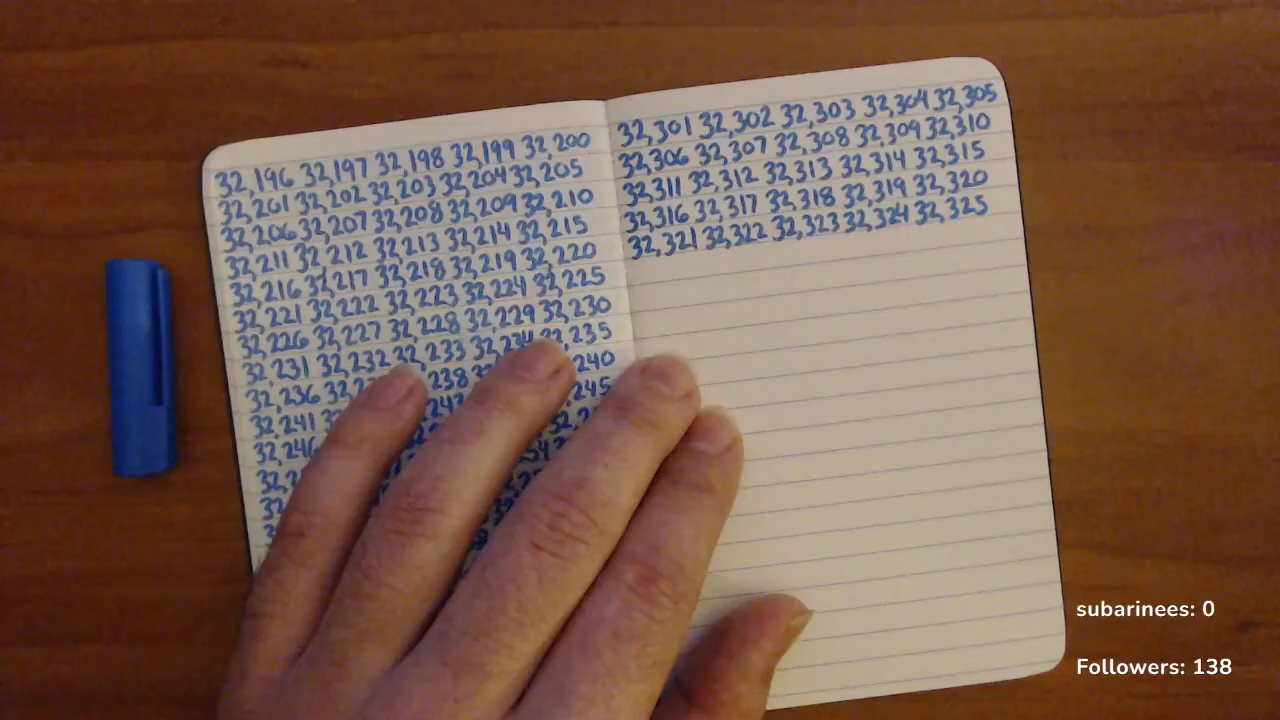 32,196 32,197 32,198 32,199 32,200
32,201 32,202 32,203 32,204 32,205
32,206 32,207 32,208 32,209 32,210
32,211 32,212 32,213 32,214 32,215
32,216 32,217 32,218 32,219 32,220
32,221 32,222 32,223 32,224 32,225
32,226 32,227 32,228 32,229 32,230
32,231 32,232 32,233 32,234 32,235
32,236 238 240
32,241 245
32,246
32,301 32,302 32,303 32,304 32,305
32,306 32,307 32,308 32,309 32,310
32,311 32,312 32,313 32,314 32,315
32,316 32,317 32,318 32,319 32,320
32,321 32,322 32,323 32,324 32,325
subarinees: 0
Followers: 138